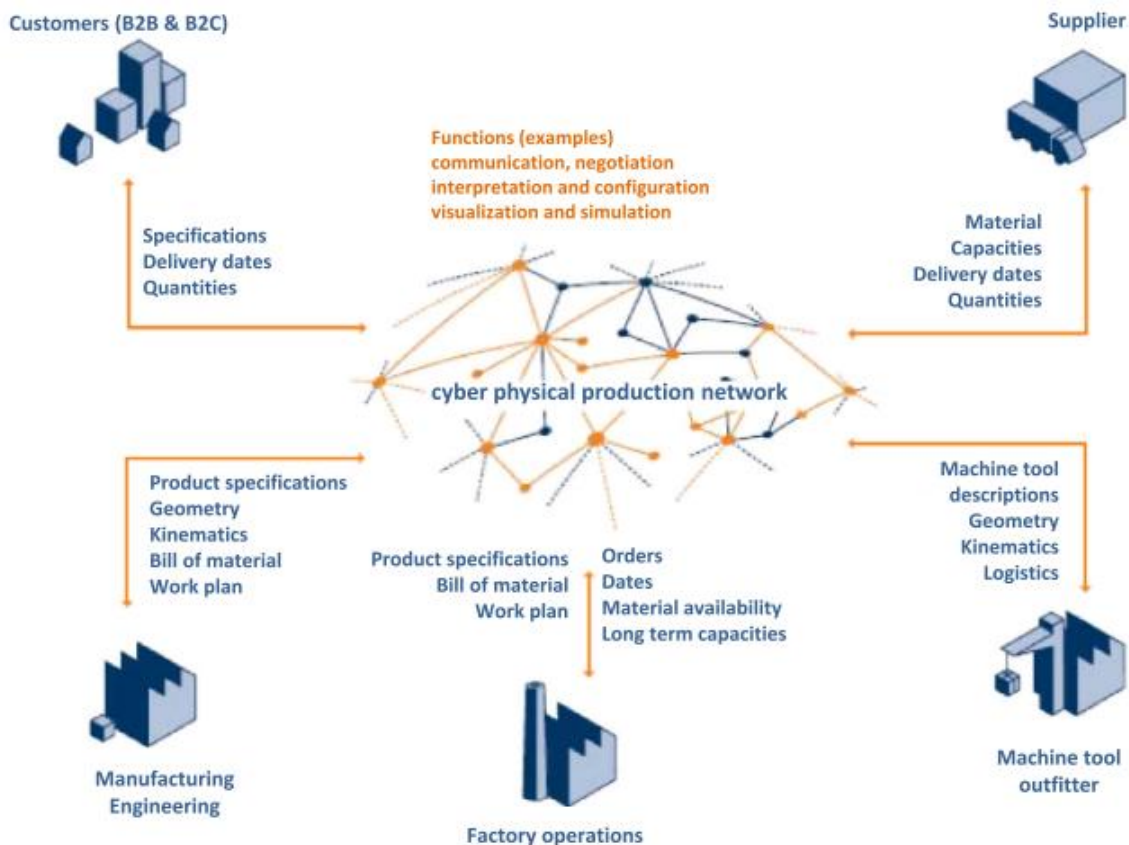 Customers (B2B & B2C)
Supplier
Functions (examples)
communication, negotiation
interpretation and configuration
visualization and simulation
Specifications
Delivery dates
Quantities
Material
Capacities
Delivery dates
Quantities
cyber physical production network
Product specifications
Geometry
Kinematics
Bill of material
Work plan
Product specifications
Bill of material
Work plan
Orders
Dates
Material availability
Long term capacities
Machine tool
descriptions
Geometry
Kinematics
Logistics
Manufacturing
Engineering
Factory operations
Machine tool
outfitter